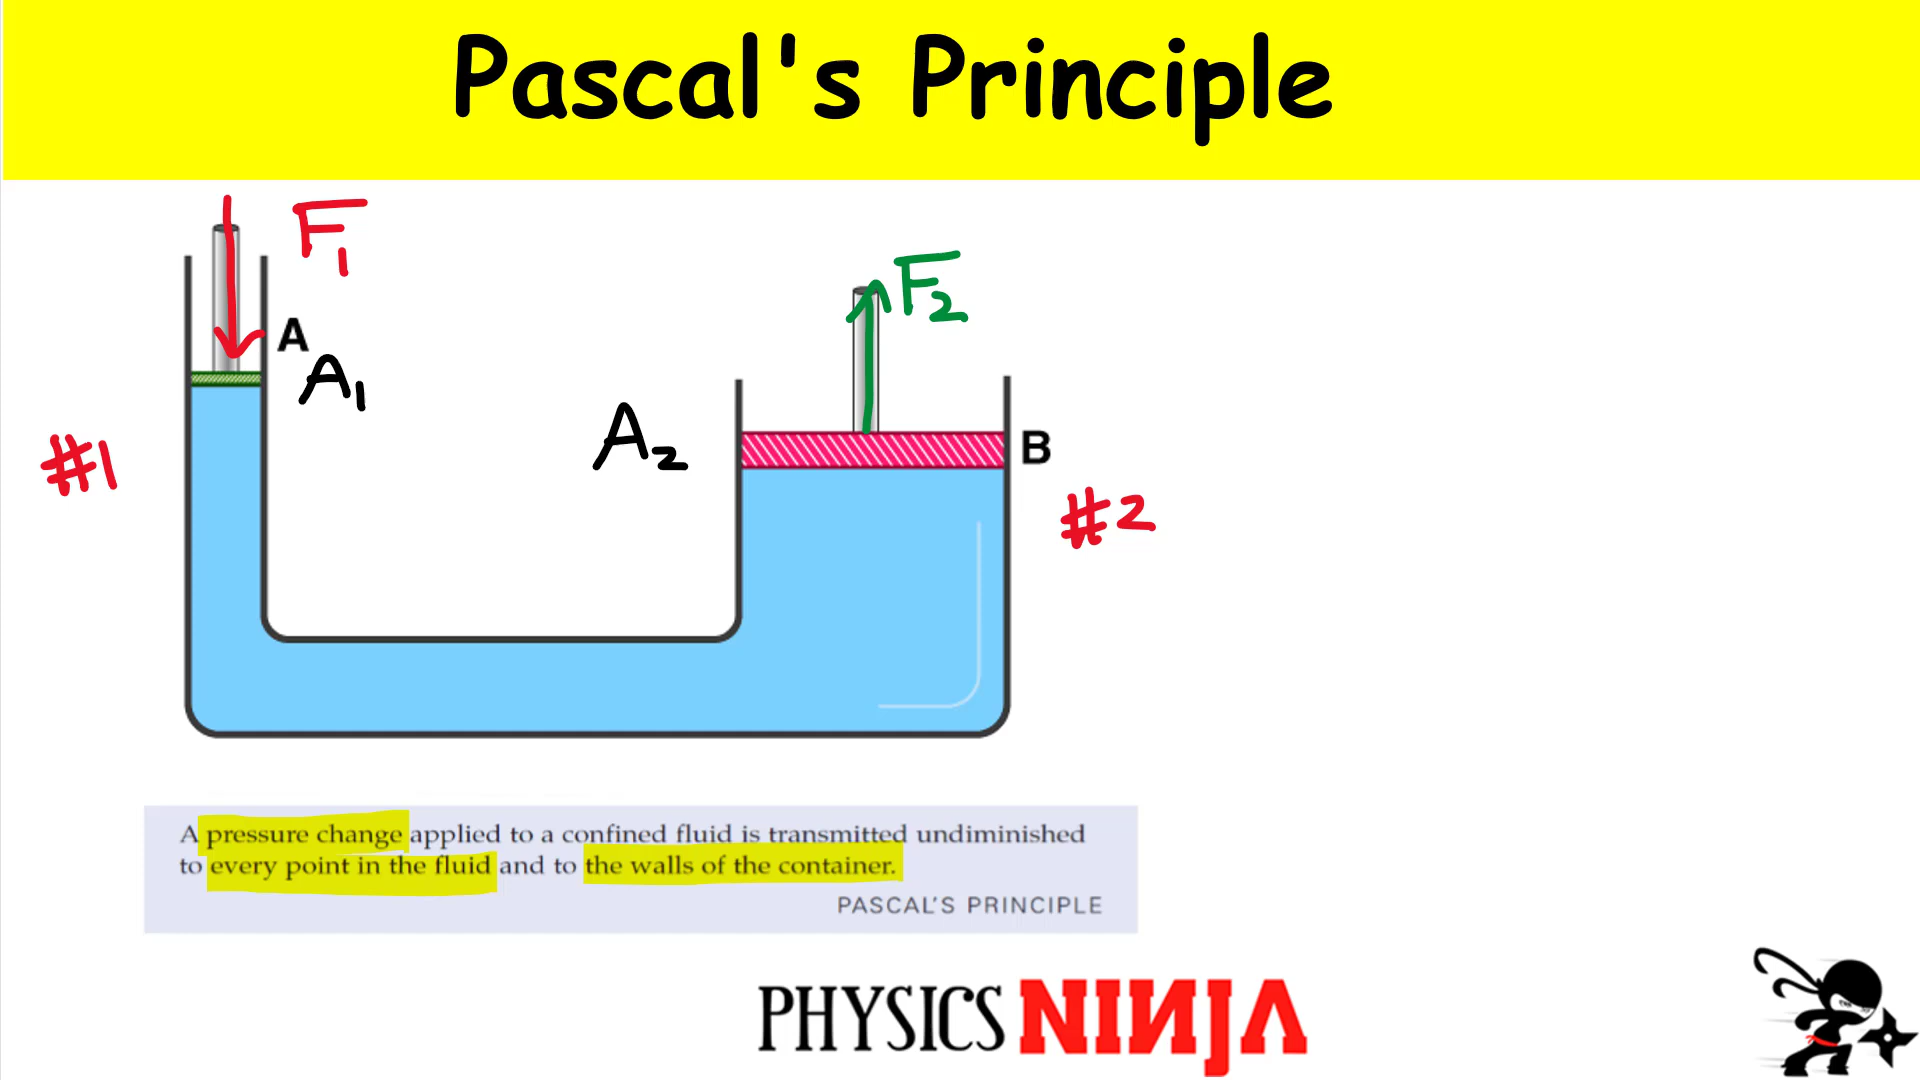 Pascal's Principle
F1
F2
A
A1
A2
B
#1
#2
A pressure change applied to a confined fluid is transmitted undiminished
to every point in the fluid and to the walls of the container.
PASCAL'S PRINCIPLE
PHYSICS NINJA